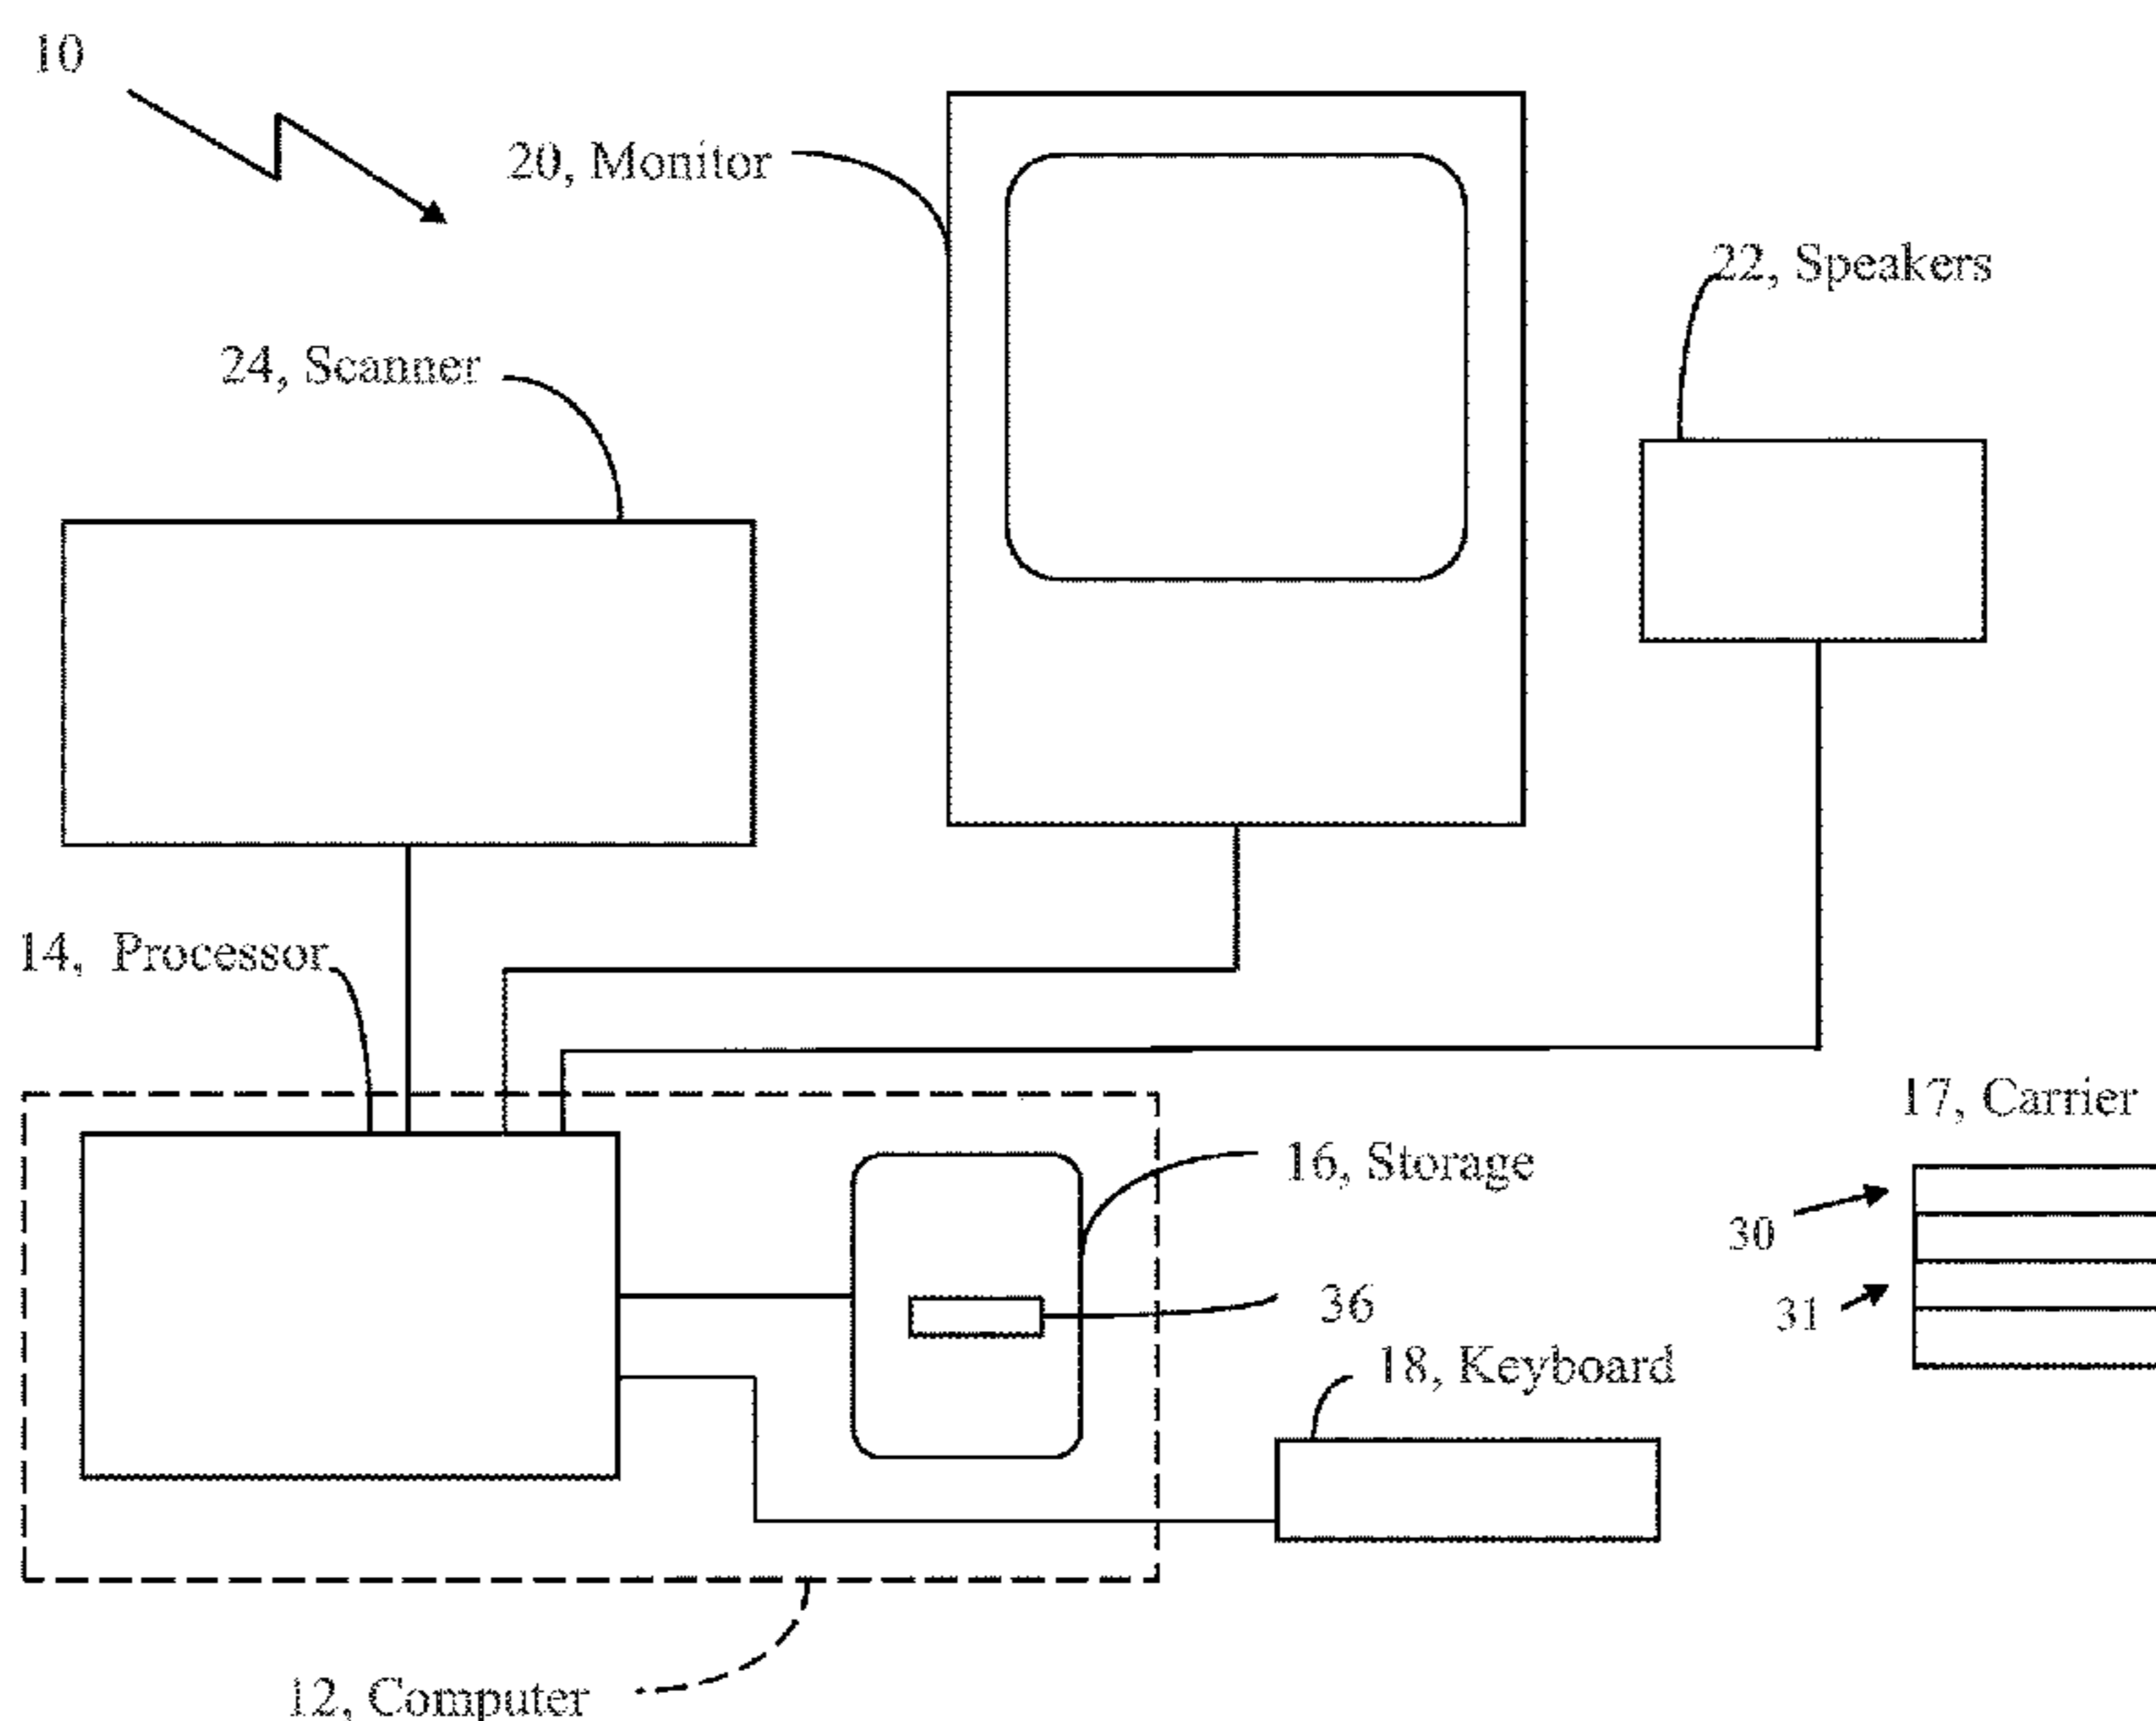 10
20, Monitor
22, Speakers
24, Scanner
14, Processor
17, Carrier
16, Storage
30
36
31
18, Keyboard
12, Computer